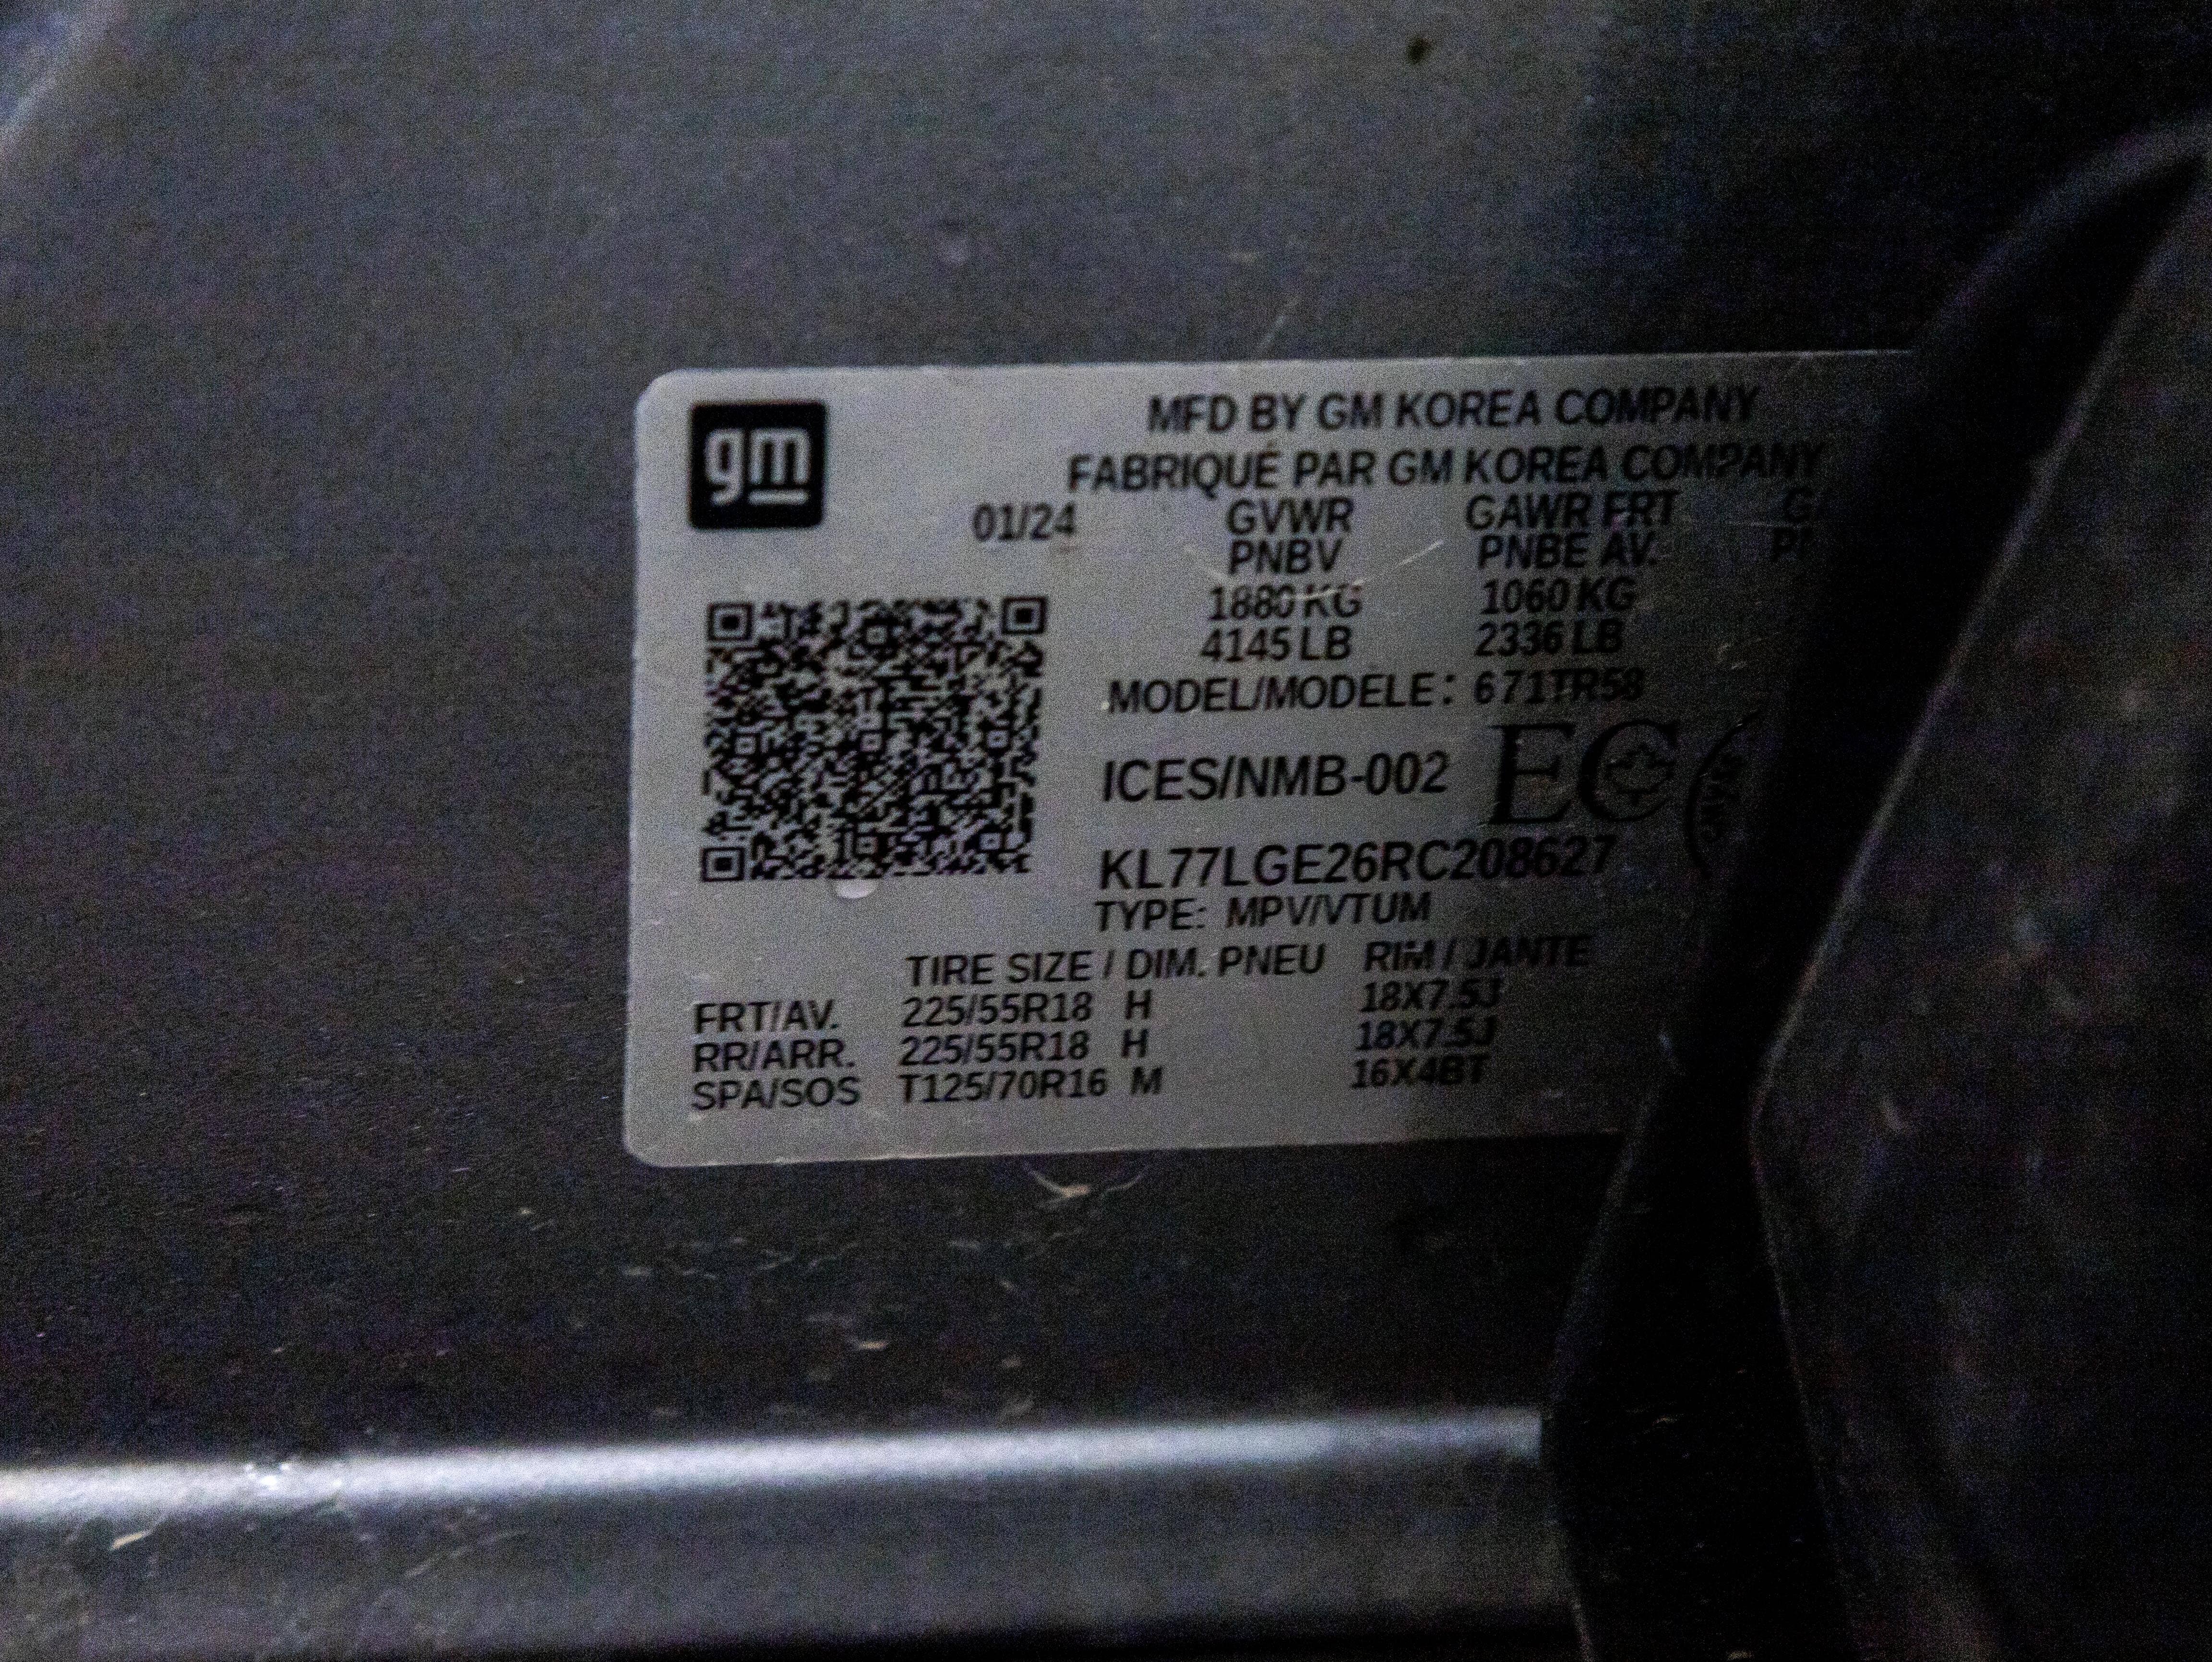 gm
MFD BY GM KOREA COMPANY
FABRIQUÉ PAR GM KOREA COMPANY
01/24 GVWR GAWR FRT
PNBV PNBE AV.
1880 KG 1060 KG
4145 LB 2336 LB
MODEL/MODELE: 671TR58
ICES/NMB-002 EC
KL77LGE26RC208627
TYPE: MPV/VTUM
TIRE SIZE / DIM. PNEU RIM / JANTE
FRT/AV. 225/55R18 H 18X7.5J
RR/ARR. 225/55R18 H 18X7.5J
SPA/SOS T125/70R16 M 16X4BT